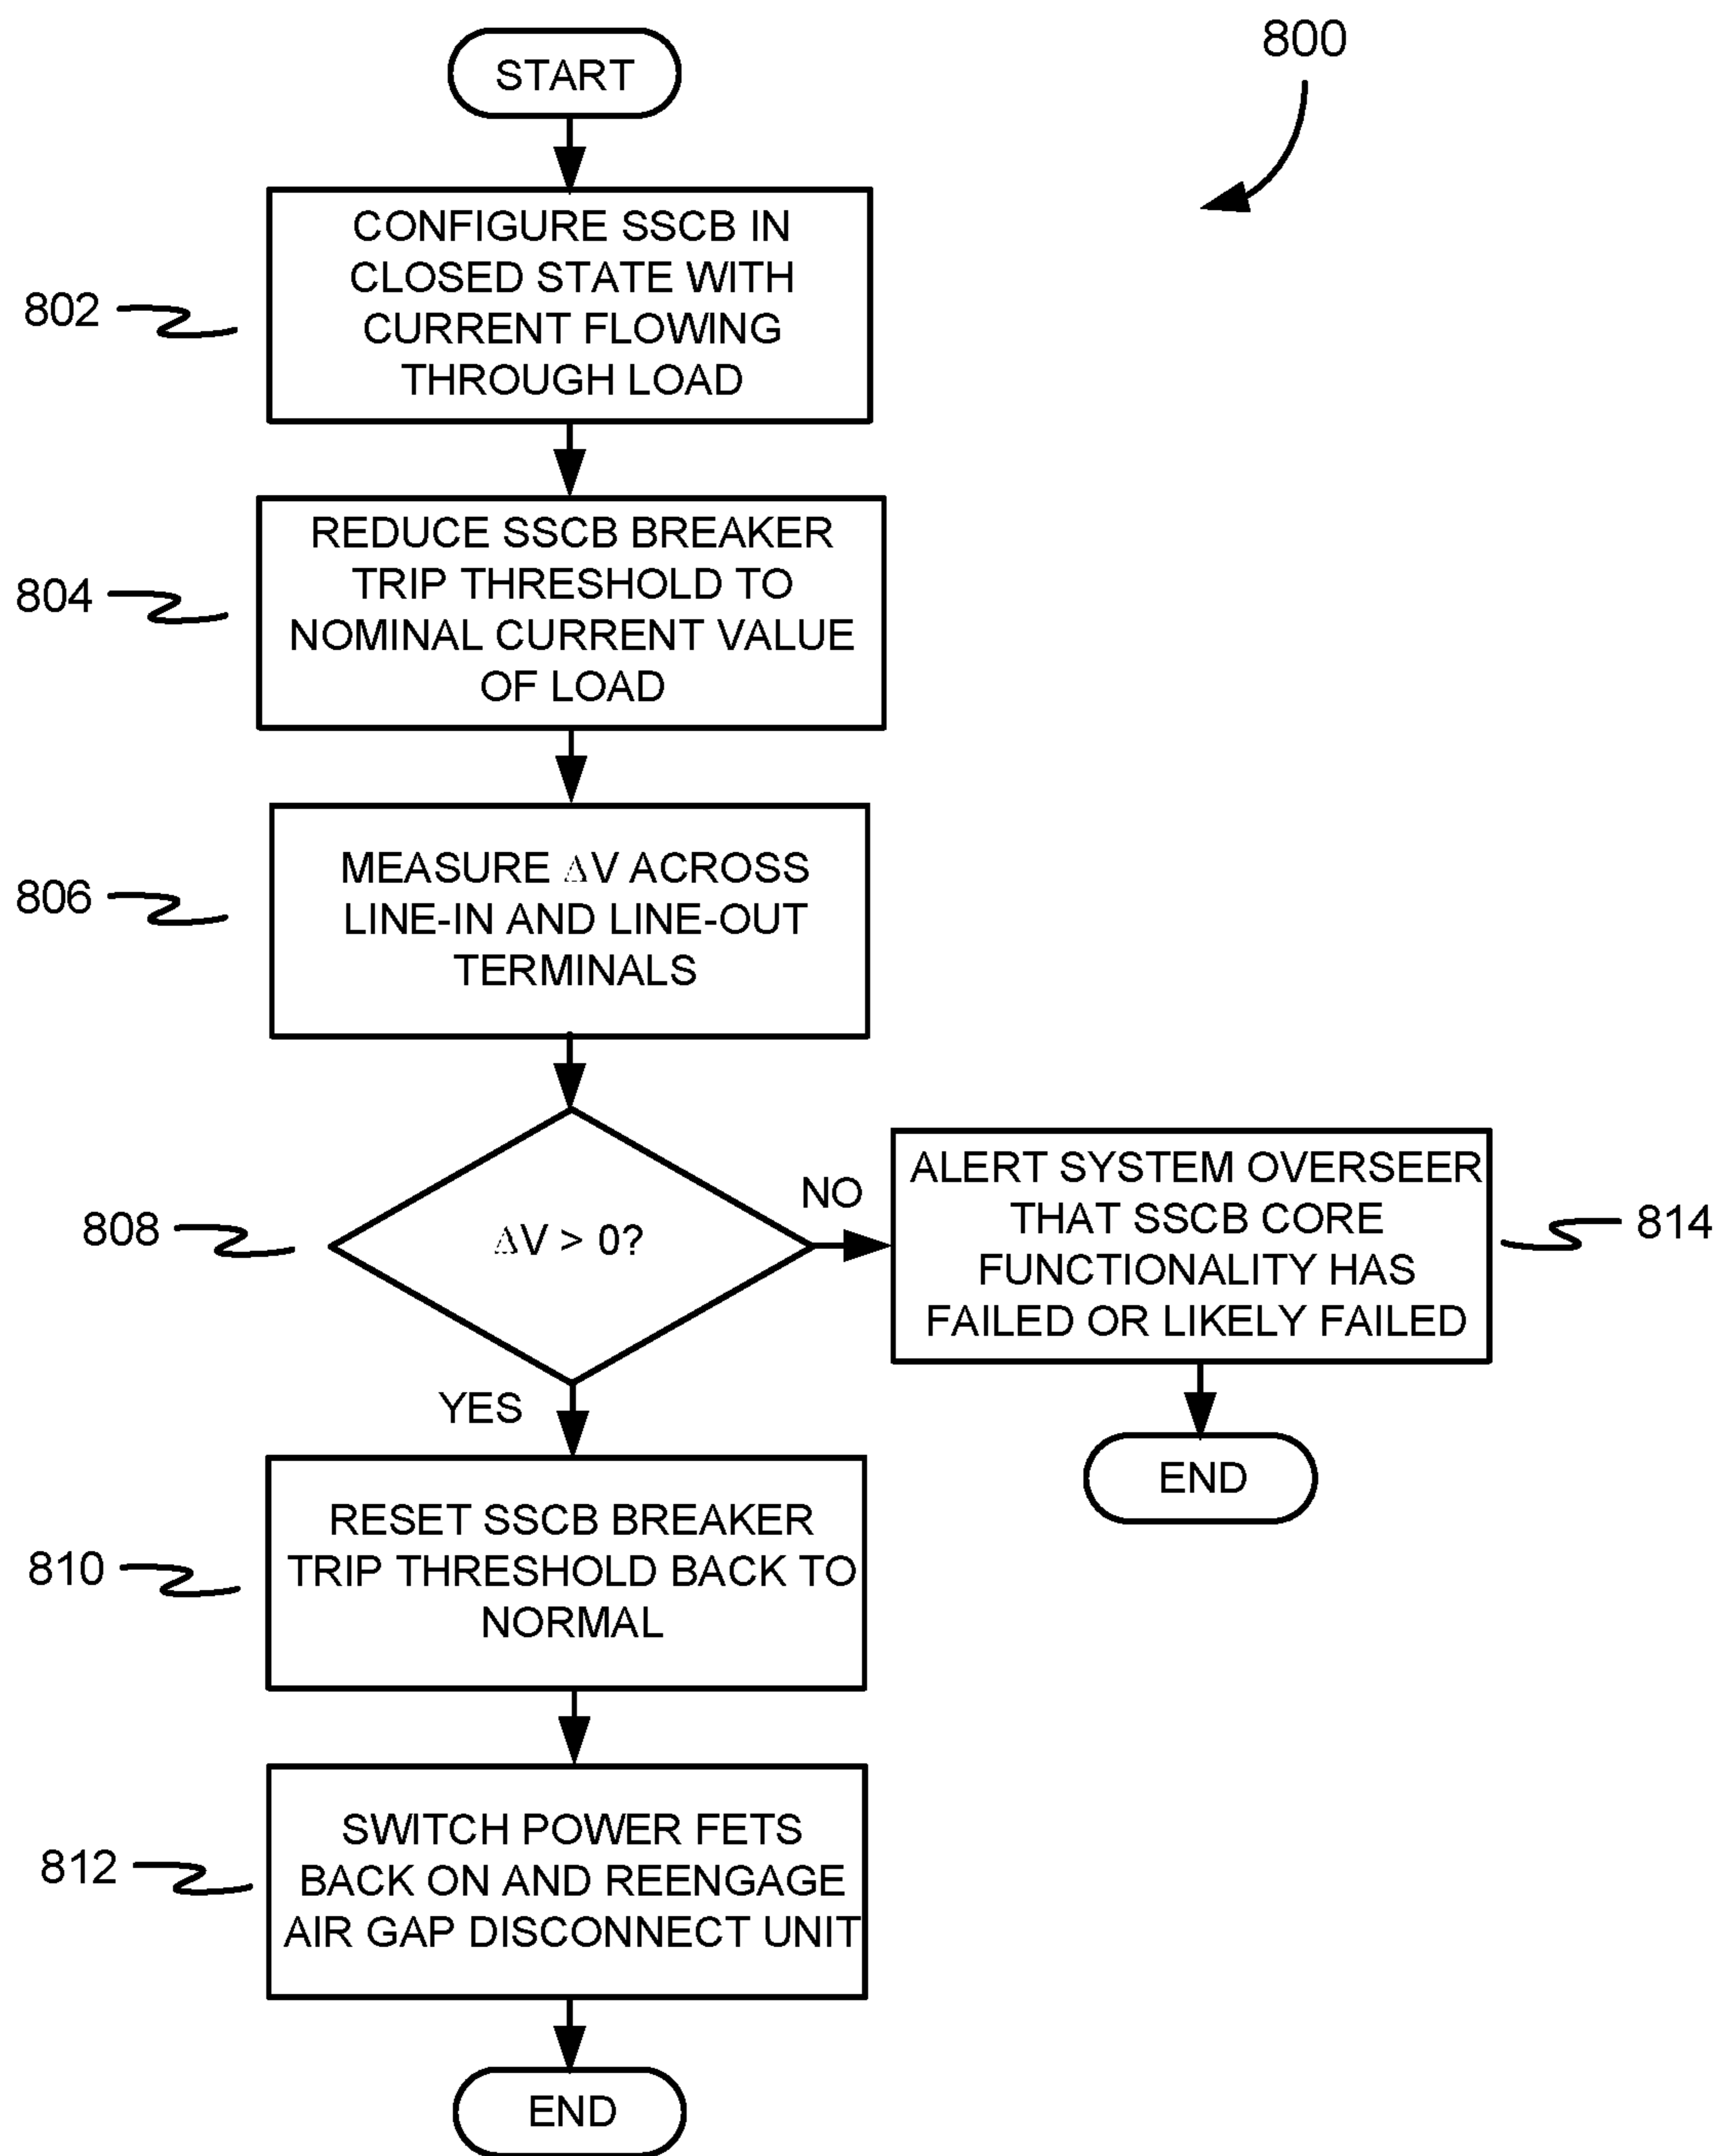 800
START
802
CONFIGURE SSCB IN
CLOSED STATE WITH
CURRENT FLOWING
THROUGH LOAD
804
REDUCE SSCB BREAKER
TRIP THRESHOLD TO
NOMINAL CURRENT VALUE
OF LOAD
806
MEASURE ΔV ACROSS
LINE-IN AND LINE-OUT
TERMINALS
808
ΔV > 0?
NO
ALERT SYSTEM OVERSEER
THAT SSCB CORE
FUNCTIONALITY HAS
FAILED OR LIKELY FAILED
814
END
YES
810
RESET SSCB BREAKER
TRIP THRESHOLD BACK TO
NORMAL
812
SWITCH POWER FETS
BACK ON AND REENGAGE
AIR GAP DISCONNECT UNIT
END